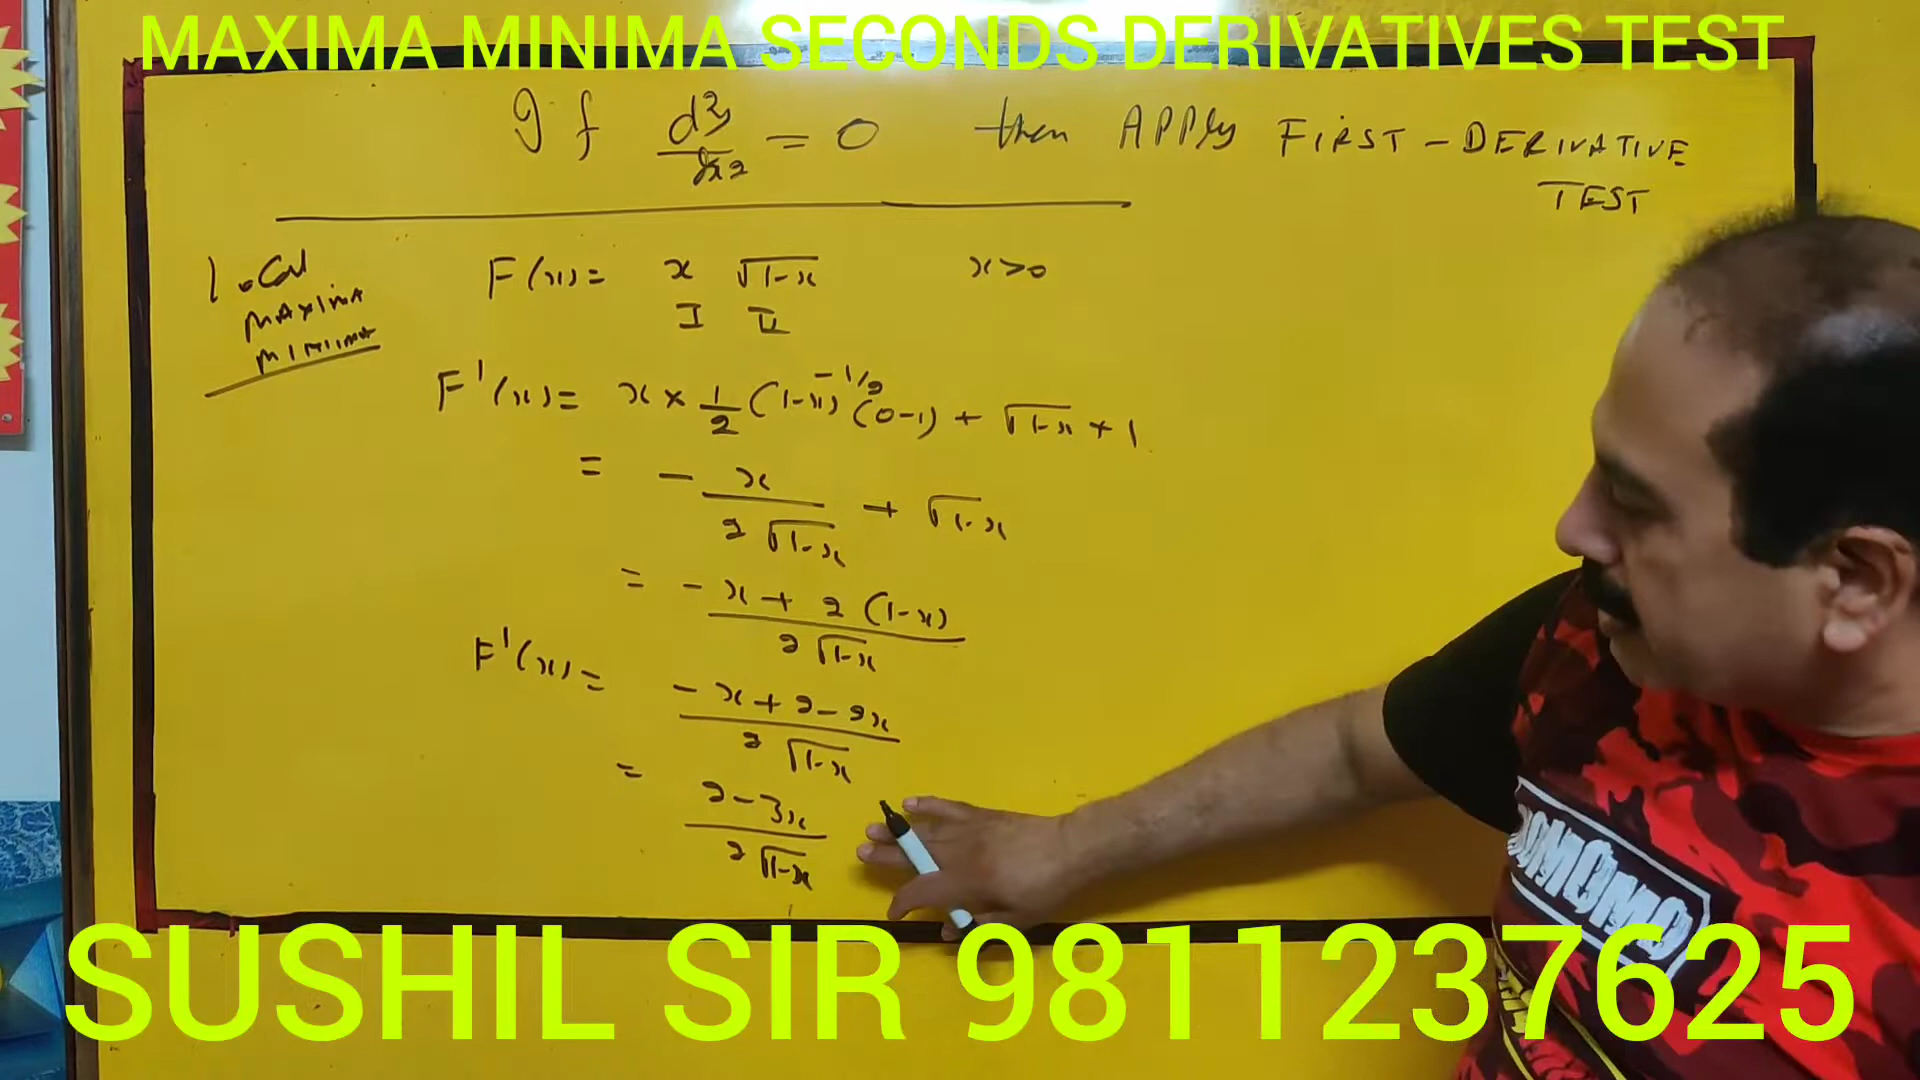 MAXIMA MINIMA SECONDS DERIVATIVES TEST
If d²y/dx² = 0 then APPly FIRST - DERIVATIVE
TEST
local
MAXIMA
MINIMA
F(x) = x √1-x x>0
I II
F'(x) = x × 1/2 (1-x)^-1/2 (0-1) + √1-x × 1
= - x/2√1-x + √1-x
= -x + 2(1-x)/2√1-x
F'(x) = -x+2-2x/2√1-x
= 2-3x/2√1-x
SUSHIL SIR 9811237625